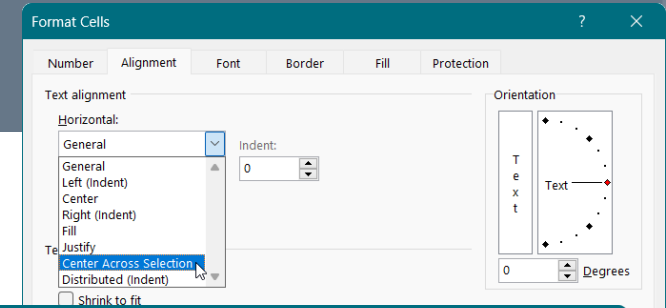 Format Cells ? ×
Number Alignment Font Border Fill Protection
Text alignment
Horizontal:
General
Indent:
0
General
Left (Indent)
Center
Right (Indent)
Fill
Justify
Center Across Selection
Distributed (Indent)
Te
Shrink to fit
Orientation
T
e
x
t
Text
0 Degrees